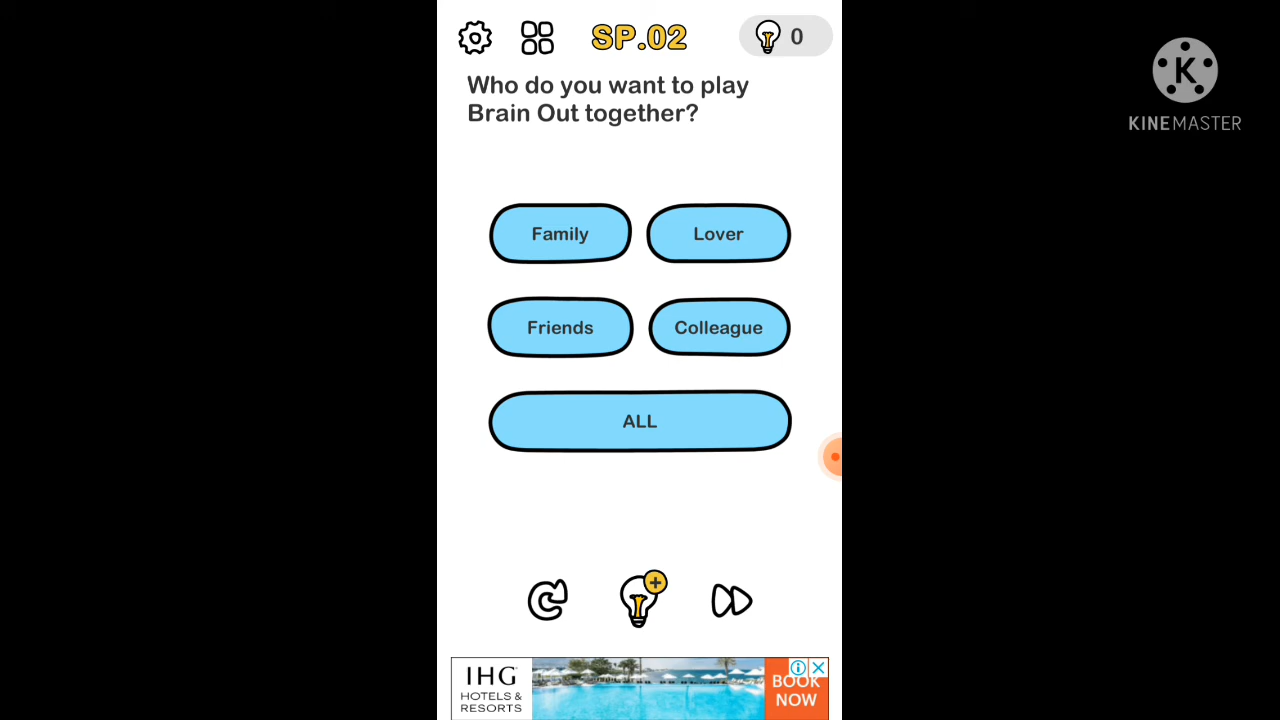 SP.02
0
Who do you want to play
Brain Out together?
Family
Lover
Friends
Colleague
ALL
IHG
HOTELS &
RESORTS
BOOK
NOW
K
KINEMASTER